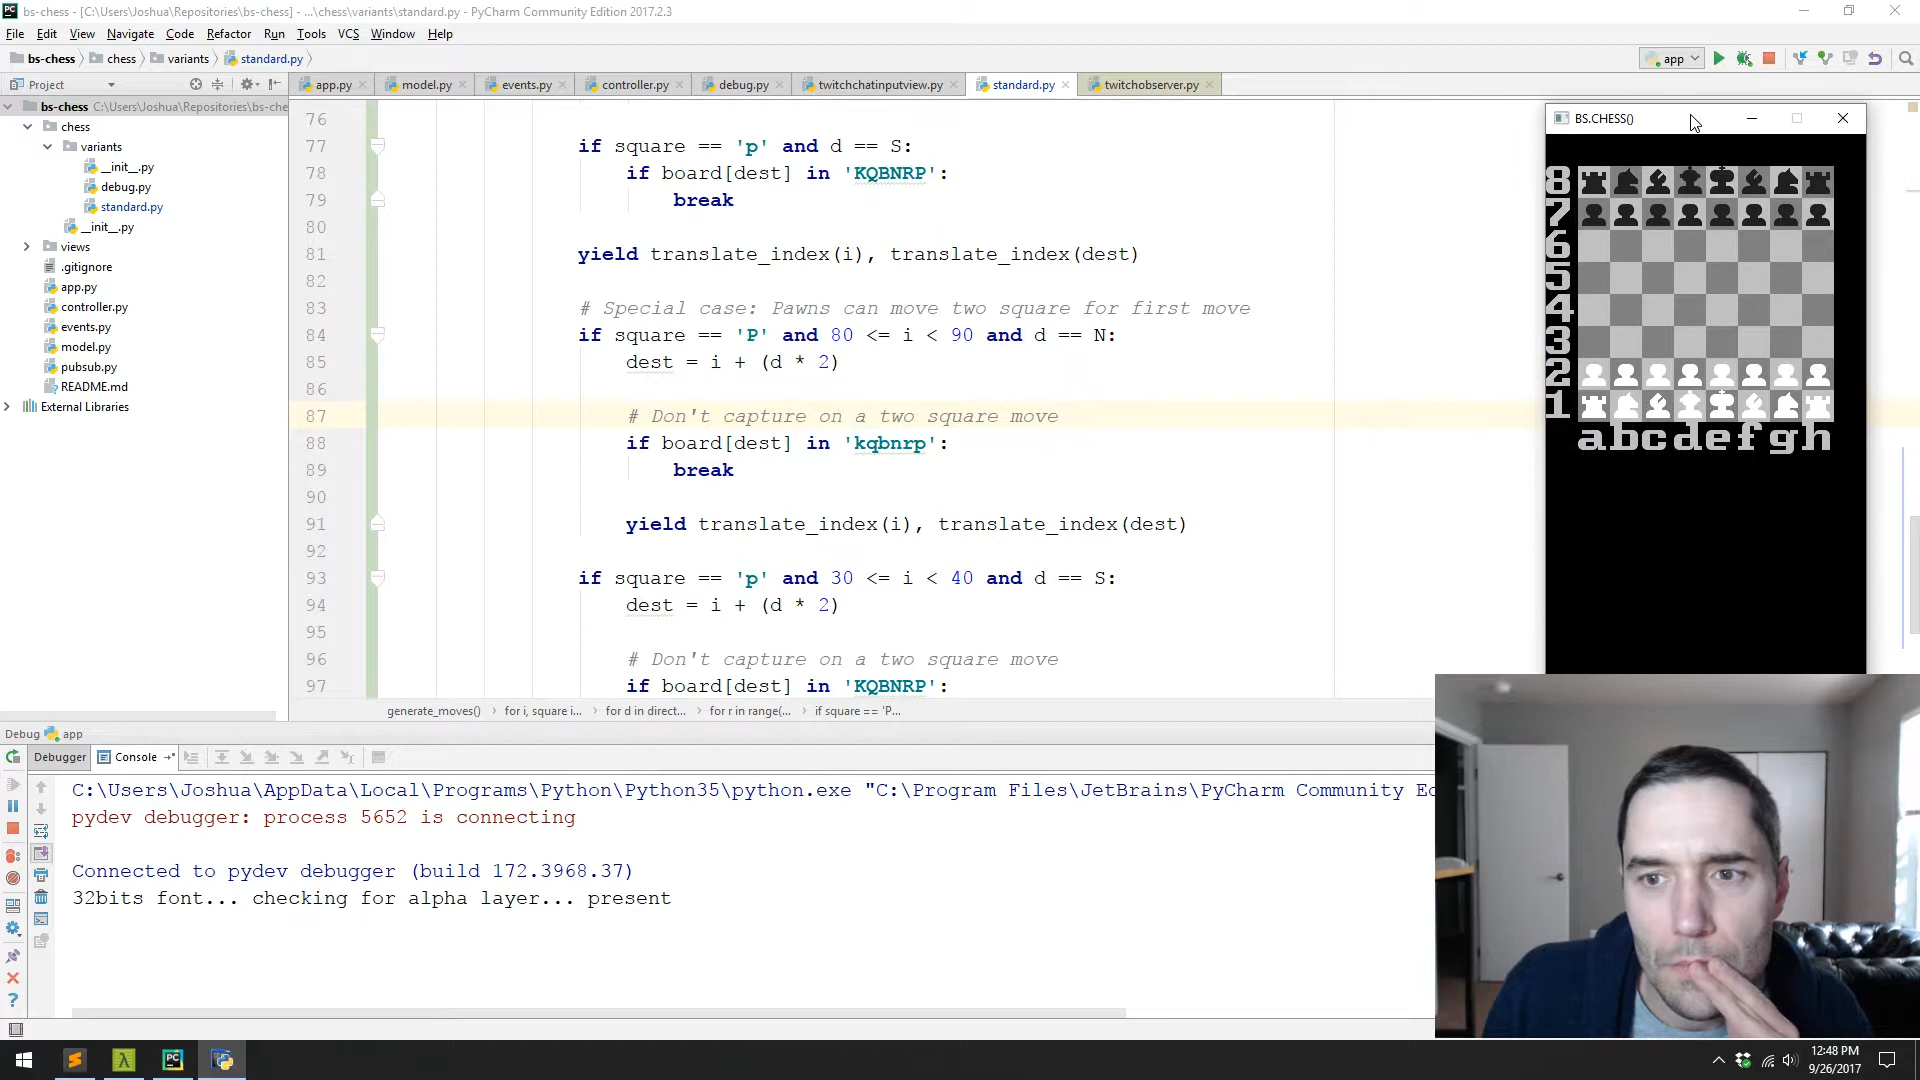 bs-chess - [C:\Users\Joshua\Repositories\bs-chess] - ...\chess\variants\standard.py - PyCharm Community Edition 2017.2.3
File Edit View Navigate Code Refactor Run Tools VCS Window Help
bs-chess chess variants standard.py app
Project
app.py model.py events.py controller.py debug.py twitchchatinputview.py standard.py twitchobserver.py
bs-chess C:\Users\Joshua\Repositories\bs-che
chess
variants
__init__.py
debug.py
standard.py
__init__.py
views
.gitignore
app.py
controller.py
events.py
model.py
pubsub.py
README.md
External Libraries
76
77 if square == 'p' and d == S:
78 if board[dest] in 'KQBNRP':
79 break
80
81 yield translate_index(i), translate_index(dest)
82
83 # Special case: Pawns can move two square for first move
84 if square == 'P' and 80 <= i < 90 and d == N:
85 dest = i + (d * 2)
86
87 # Don't capture on a two square move
88 if board[dest] in 'kqbnrp':
89 break
90
91 yield translate_index(i), translate_index(dest)
92
93 if square == 'p' and 30 <= i < 40 and d == S:
94 dest = i + (d * 2)
95
96 # Don't capture on a two square move
97 if board[dest] in 'KQBNRP':
generate_moves() for i, square i... for d in direct... for r in range(... if square == 'P...
BS.CHESS()
8
7
6
5
4
3
2
1
abcdefgh
Debug app
Debugger Console
C:\Users\Joshua\AppData\Local\Programs\Python\Python35\python.exe "C:\Program Files\JetBrains\PyCharm Community Ed
pydev debugger: process 5652 is connecting
Connected to pydev debugger (build 172.3968.37)
32bits font... checking for alpha layer... present
12:48 PM
9/26/2017